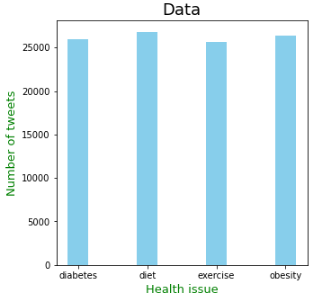 Data
Number of tweets
25000
20000
15000
10000
5000
0
diabetes diet exercise obesity
Health issue